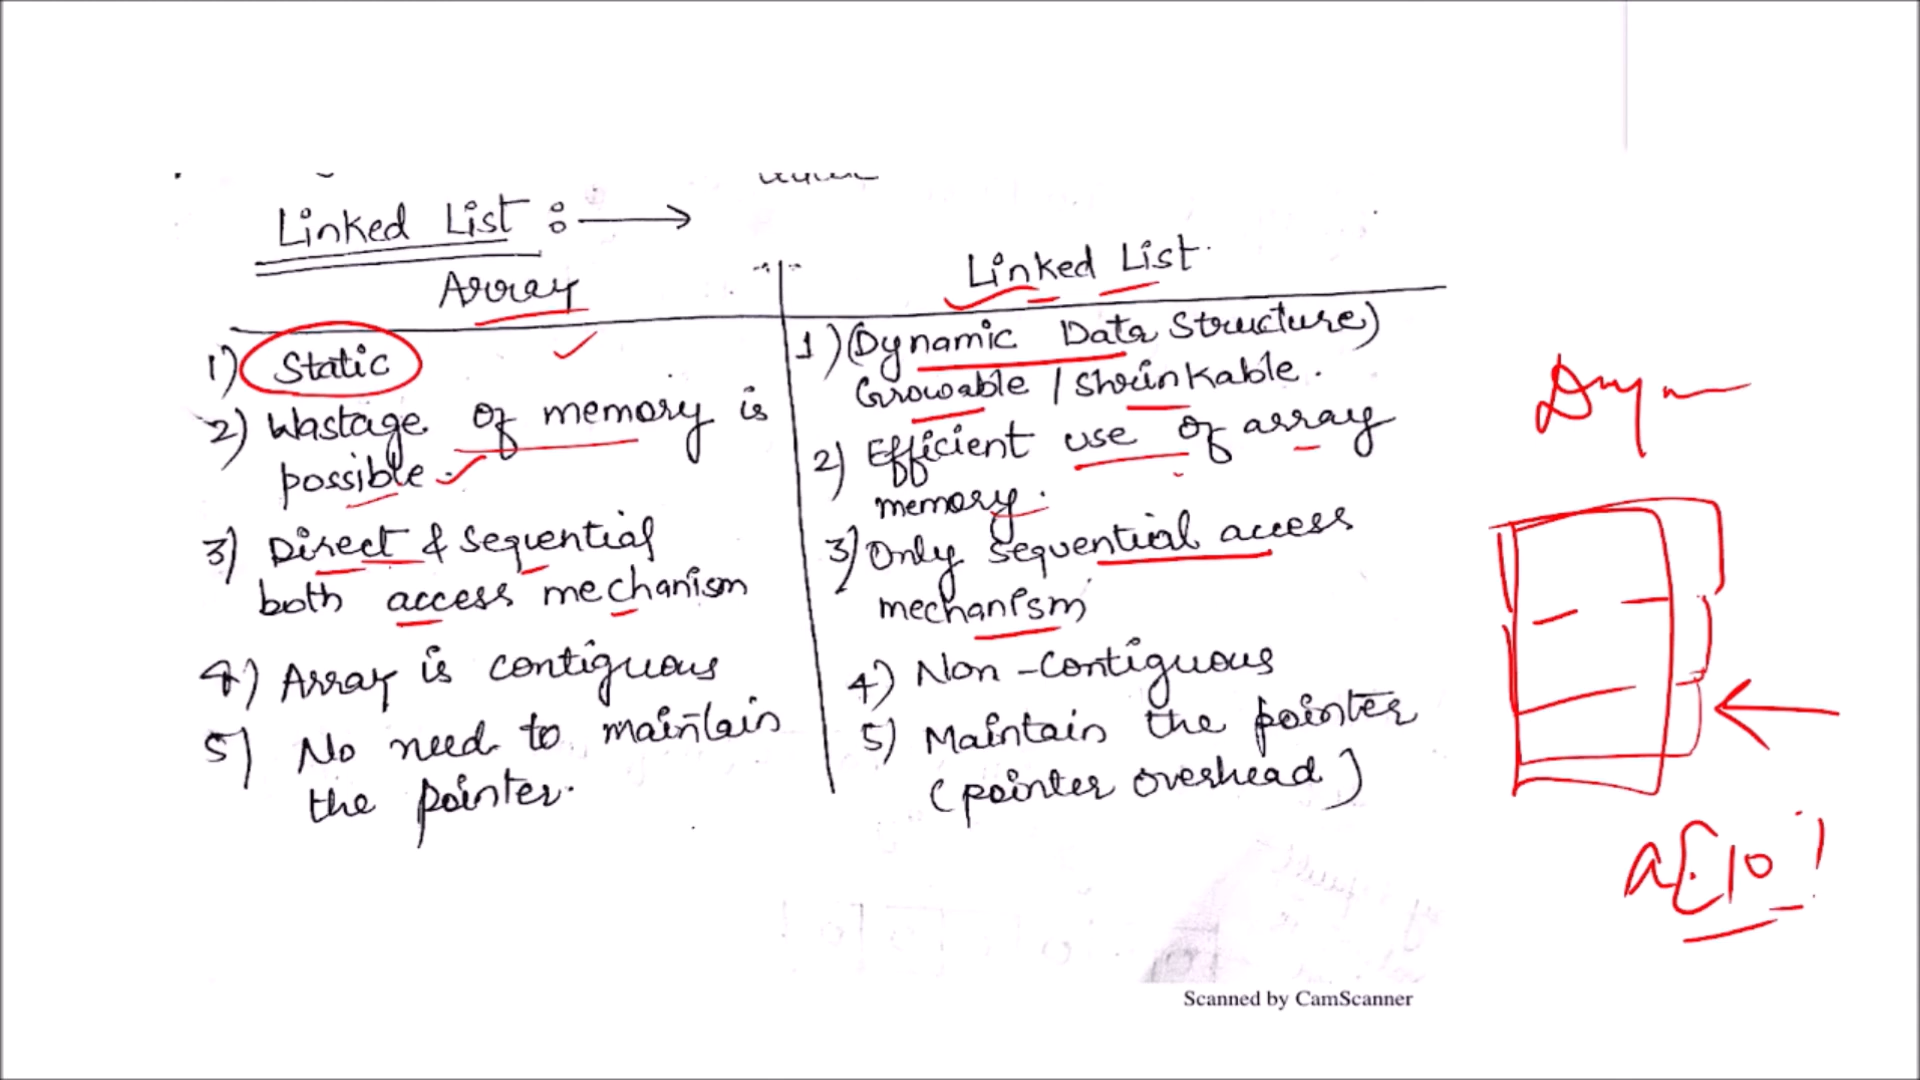 Linked List :→
Array
1) Static
2) Wastage of memory is
possible.
3) Direct & Sequential
both access mechanism
4) Array is contiguous
5) No need to maintain
the pointer.
Linked List
1) (Dynamic Data Structure)
Growable / Shrinkable.
2) Efficient use of array
memory.
3) Only sequential access
mechanism
4) Non-Contiguous
5) Maintain the pointer
(pointer overhead)
a[10]
Scanned by CamScanner